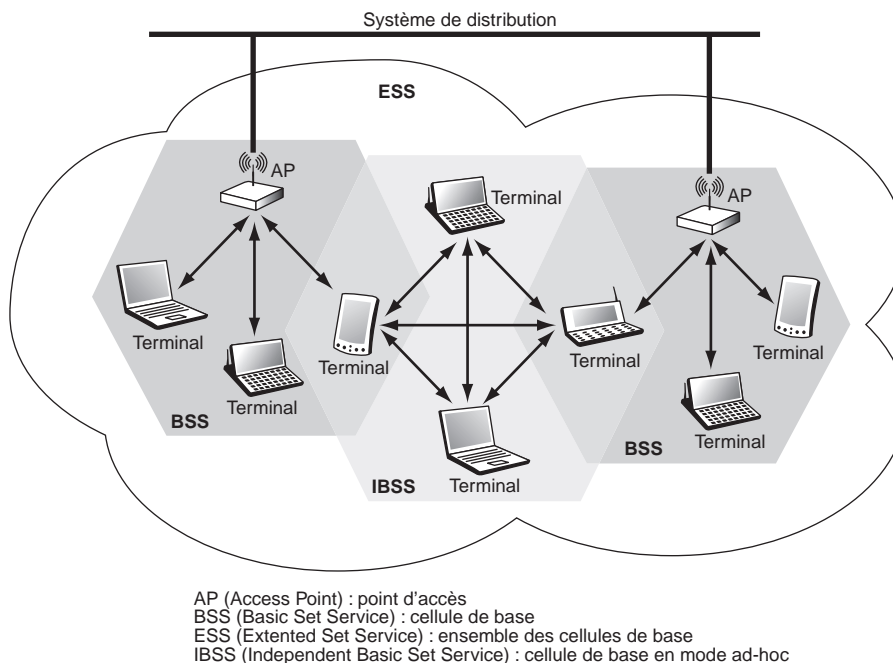 Système de distribution
ESS
AP
Terminal
AP
Terminal
Terminal
Terminal
Terminal
Terminal
BSS
Terminal
BSS
IBSS
Terminal
AP (Access Point) : point d'accès
BSS (Basic Set Service) : cellule de base
ESS (Extented Set Service) : ensemble des cellules de base
IBSS (Independent Basic Set Service) : cellule de base en mode ad-hoc